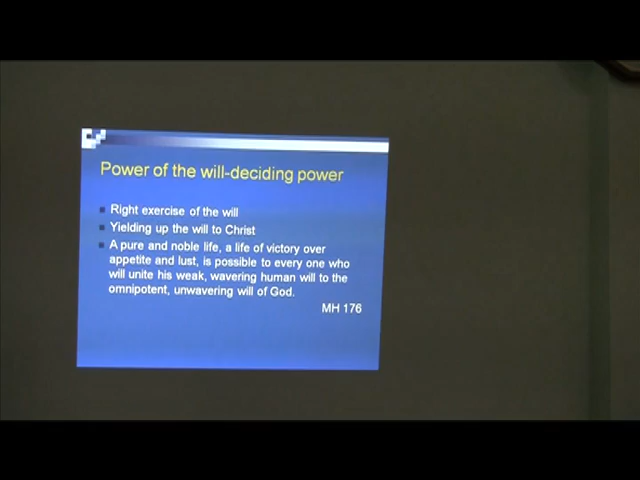 Power of the will-deciding power
Right exercise of the will
Yielding up the will to Christ
A pure and noble life, a life of victory over
appetite and lust, is possible to every one who
will unite his weak, wavering human will to the
omnipotent, unwavering will of God.
MH 176